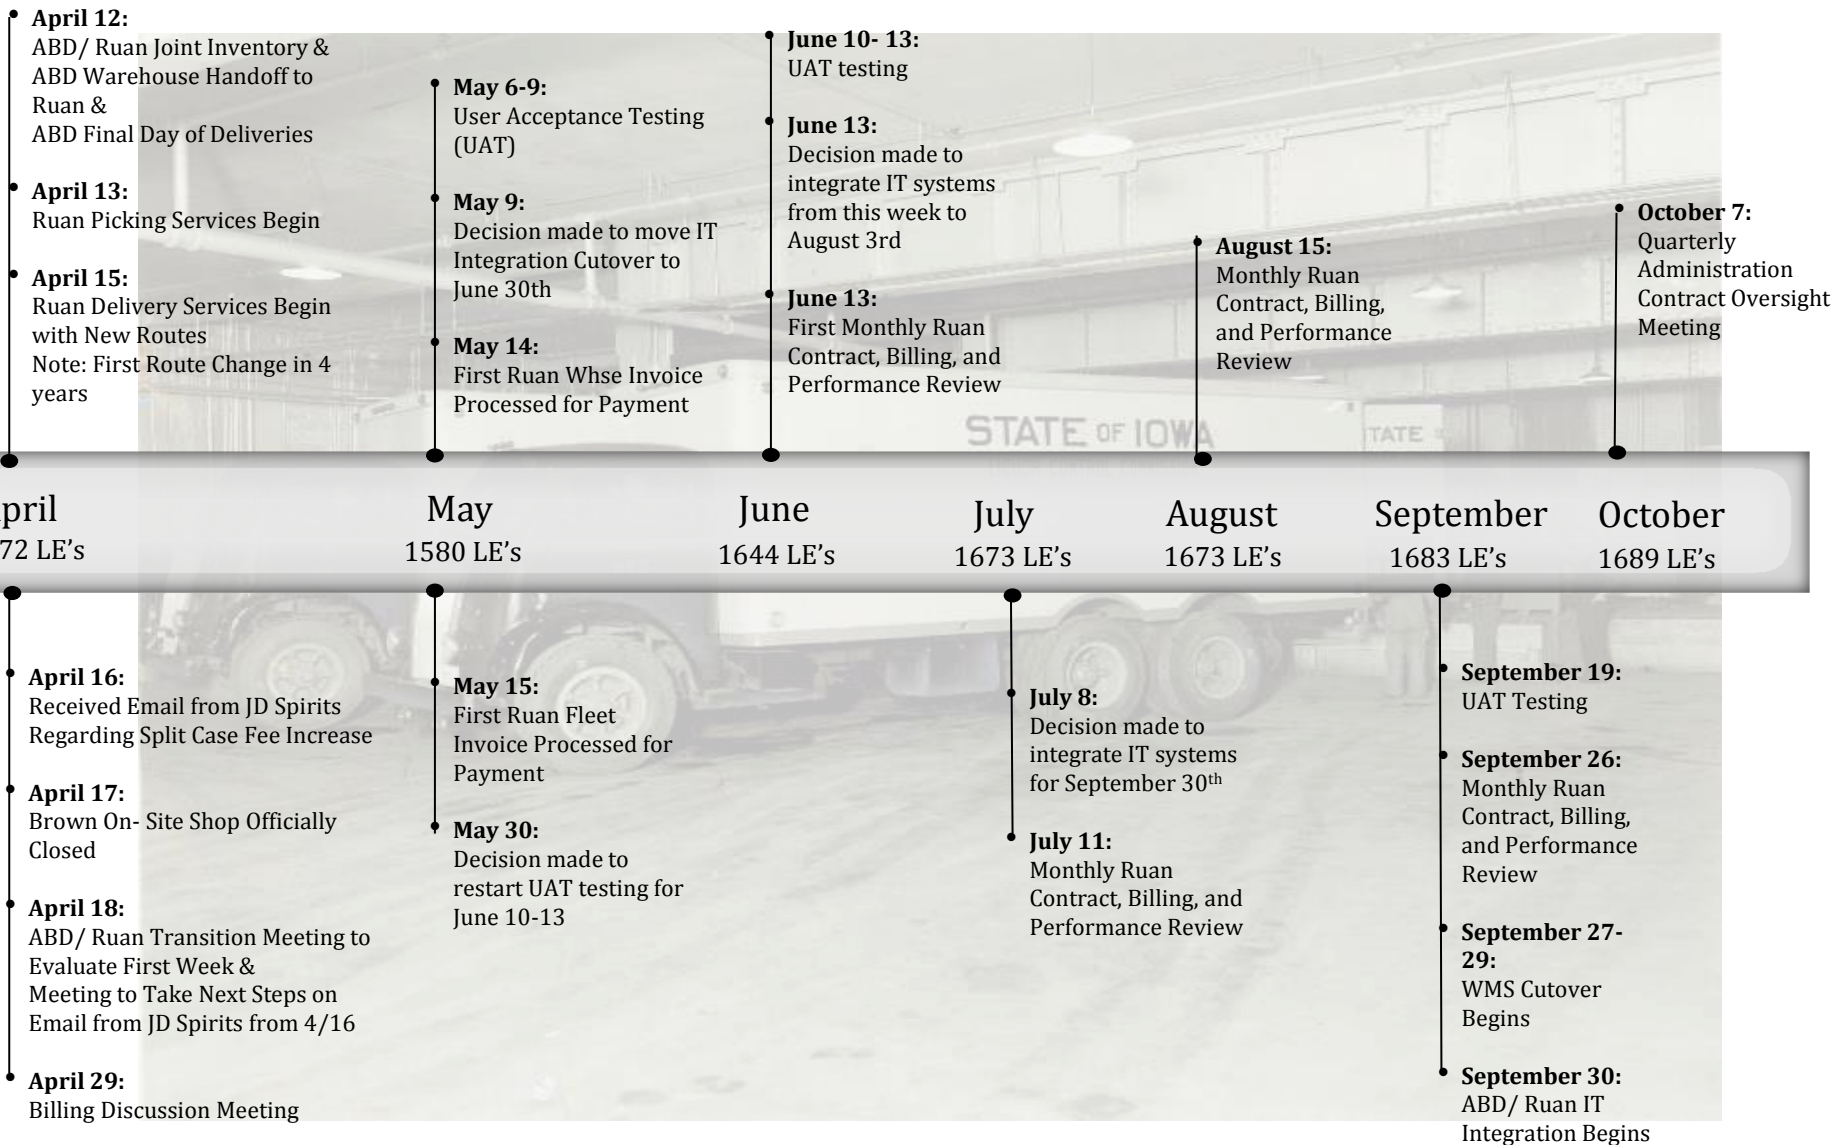 April 12:
ABD/ Ruan Joint Inventory &
ABD Warehouse Handoff to
Ruan &
ABD Final Day of Deliveries
April 13:
Ruan Picking Services Begin
April 15:
Ruan Delivery Services Begin
with New Routes
Note: First Route Change in 4
years
May 6-9:
User Acceptance Testing
(UAT)
May 9:
Decision made to move IT
Integration Cutover to
June 30th
May 14:
First Ruan Whse Invoice
Processed for Payment
June 10- 13:
UAT testing
June 13:
Decision made to
integrate IT systems
from this week to
August 3rd
June 13:
First Monthly Ruan
Contract, Billing, and
Performance Review
August 15:
Monthly Ruan
Contract, Billing,
and Performance
Review
October 7:
Quarterly
Administration
Contract Oversight
Meeting
STATE OF IOWA
TATE
pril
72 LE’s
May
1580 LE’s
June
1644 LE’s
July
1673 LE’s
August
1673 LE’s
September
1683 LE’s
October
1689 LE’s
April 16:
Received Email from JD Spirits
Regarding Split Case Fee Increase
April 17:
Brown On- Site Shop Officially
Closed
April 18:
ABD/ Ruan Transition Meeting to
Evaluate First Week &
Meeting to Take Next Steps on
Email from JD Spirits from 4/16
April 29:
Billing Discussion Meeting
May 15:
First Ruan Fleet
Invoice Processed for
Payment
May 30:
Decision made to
restart UAT testing for
June 10-13
July 8:
Decision made to
integrate IT systems
for September 30th
July 11:
Monthly Ruan
Contract, Billing, and
Performance Review
September 19:
UAT Testing
September 26:
Monthly Ruan
Contract, Billing,
and Performance
Review
September 27-
29:
WMS Cutover
Begins
September 30:
ABD/ Ruan IT
Integration Begins